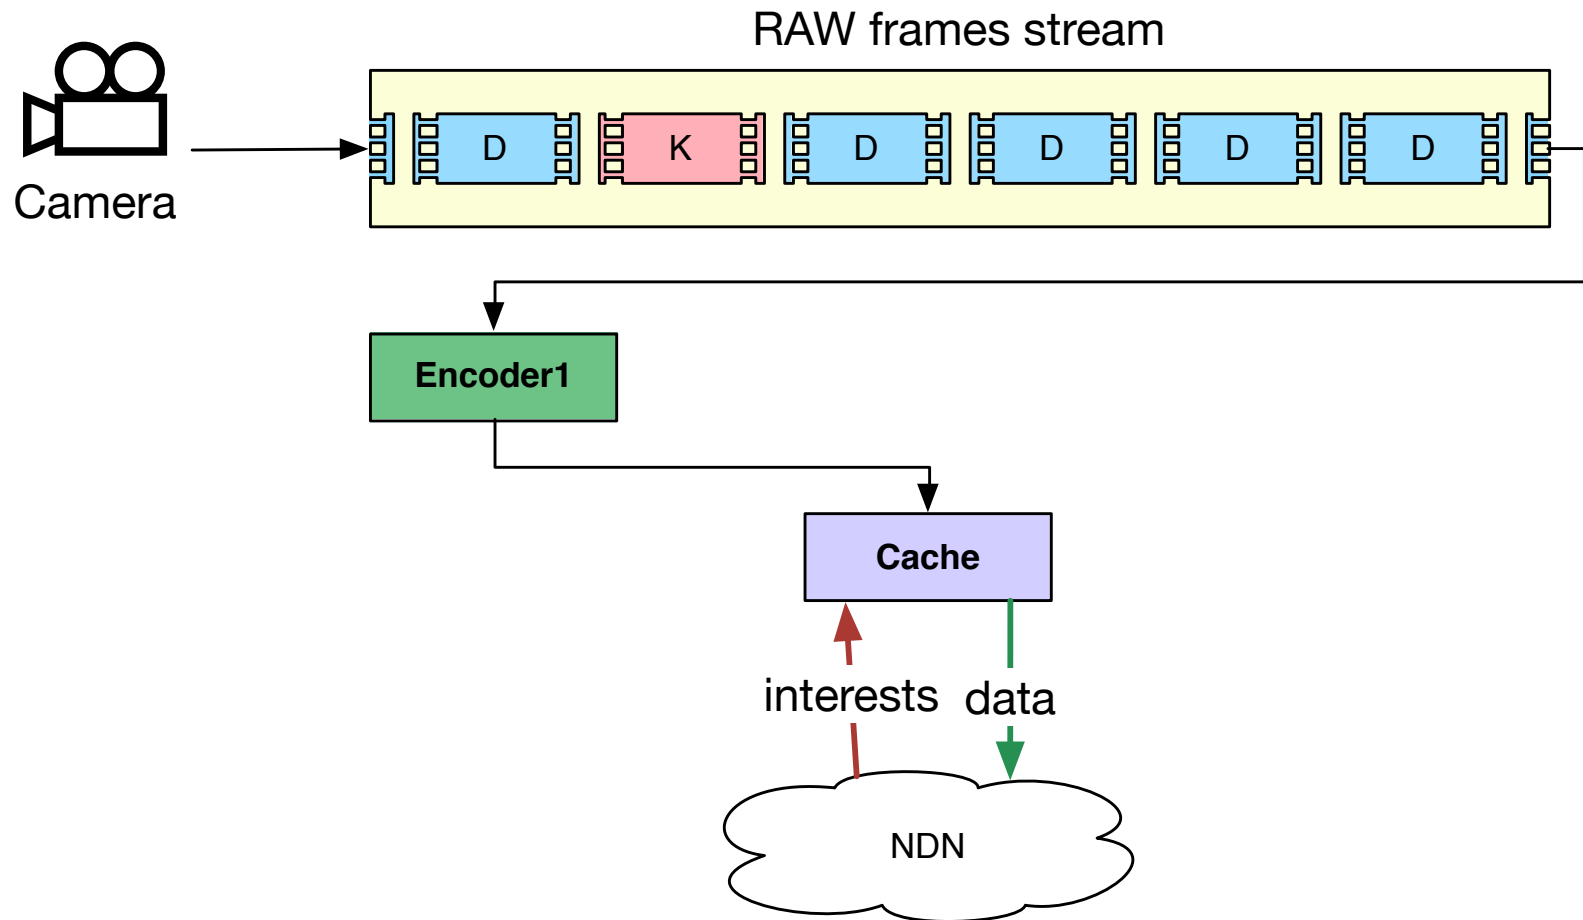 RAW frames stream
D
K
D
D
D
D
Camera
Encoder1
Cache
interests
data
NDN